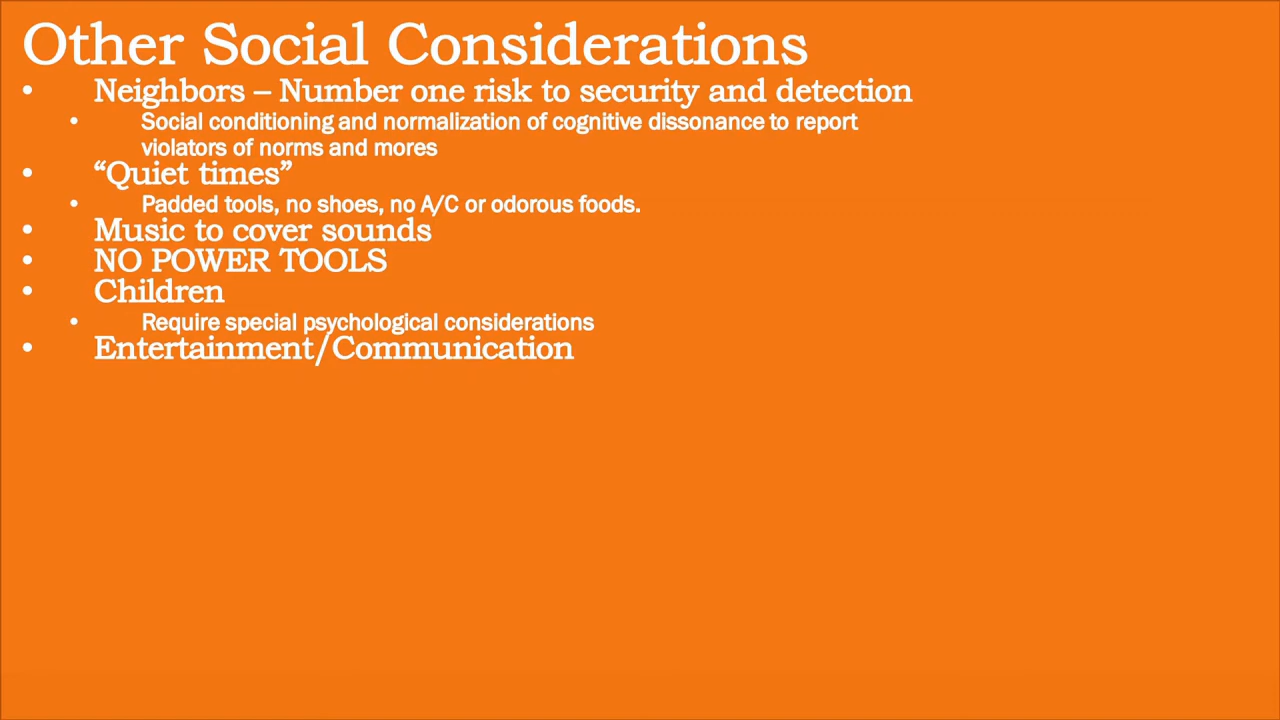 Other Social Considerations
• Neighbors – Number one risk to security and detection
• Social conditioning and normalization of cognitive dissonance to report
violators of norms and mores
• “Quiet times”
• Padded tools, no shoes, no A/C or odorous foods.
• Music to cover sounds
• NO POWER TOOLS
• Children
• Require special psychological considerations
• Entertainment/Communication